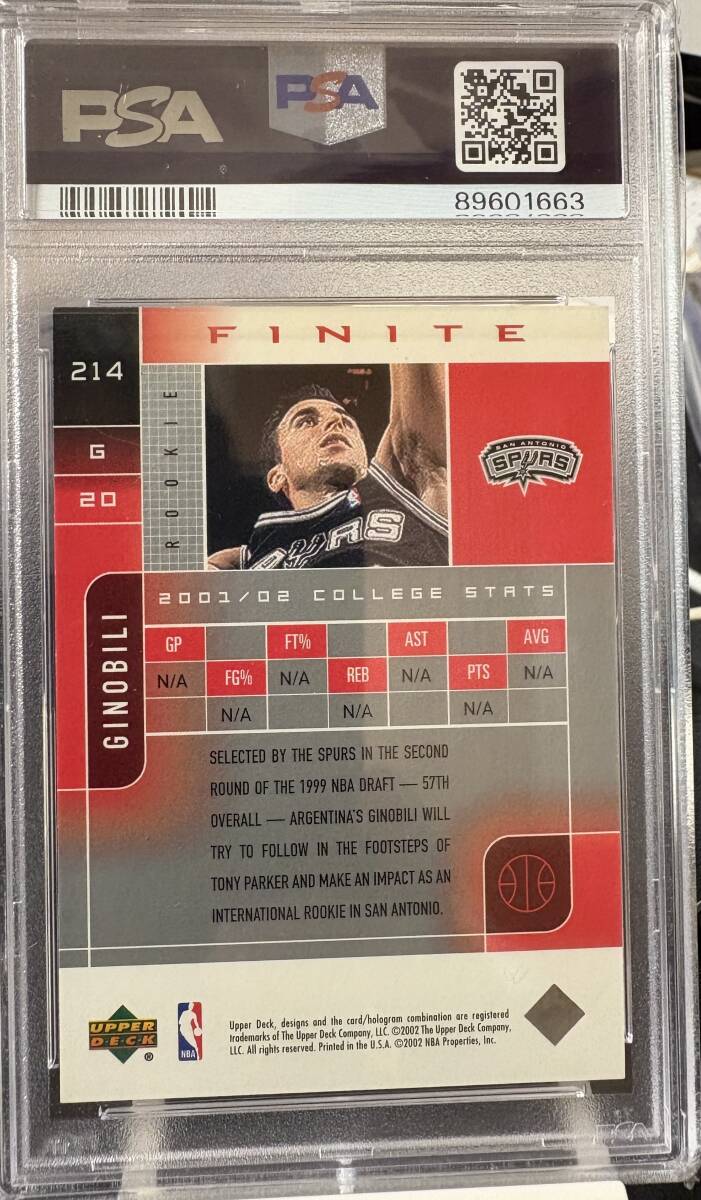 PSA
PSA
89601663
FINITE
214
G
20
ROOKIE
SAN ANTONIO
SPURS
SPURS
GINOBILI
2001/02 COLLEGE STATS
GP FT% AST AVG
N/A FG% N/A REB N/A PTS N/A
N/A N/A N/A
SELECTED BY THE SPURS IN THE SECOND
ROUND OF THE 1999 NBA DRAFT — 57TH
OVERALL — ARGENTINA'S GINOBILI WILL
TRY TO FOLLOW IN THE FOOTSTEPS OF
TONY PARKER AND MAKE AN IMPACT AS AN
INTERNATIONAL ROOKIE IN SAN ANTONIO.
UPPER
DECK
®
NBA
Upper Deck, designs and the card/hologram combination are registered
trademarks of The Upper Deck Company, LLC. ©2002 The Upper Deck Company,
LLC. All rights reserved. Printed in the U.S.A. ©2002 NBA Properties, Inc.